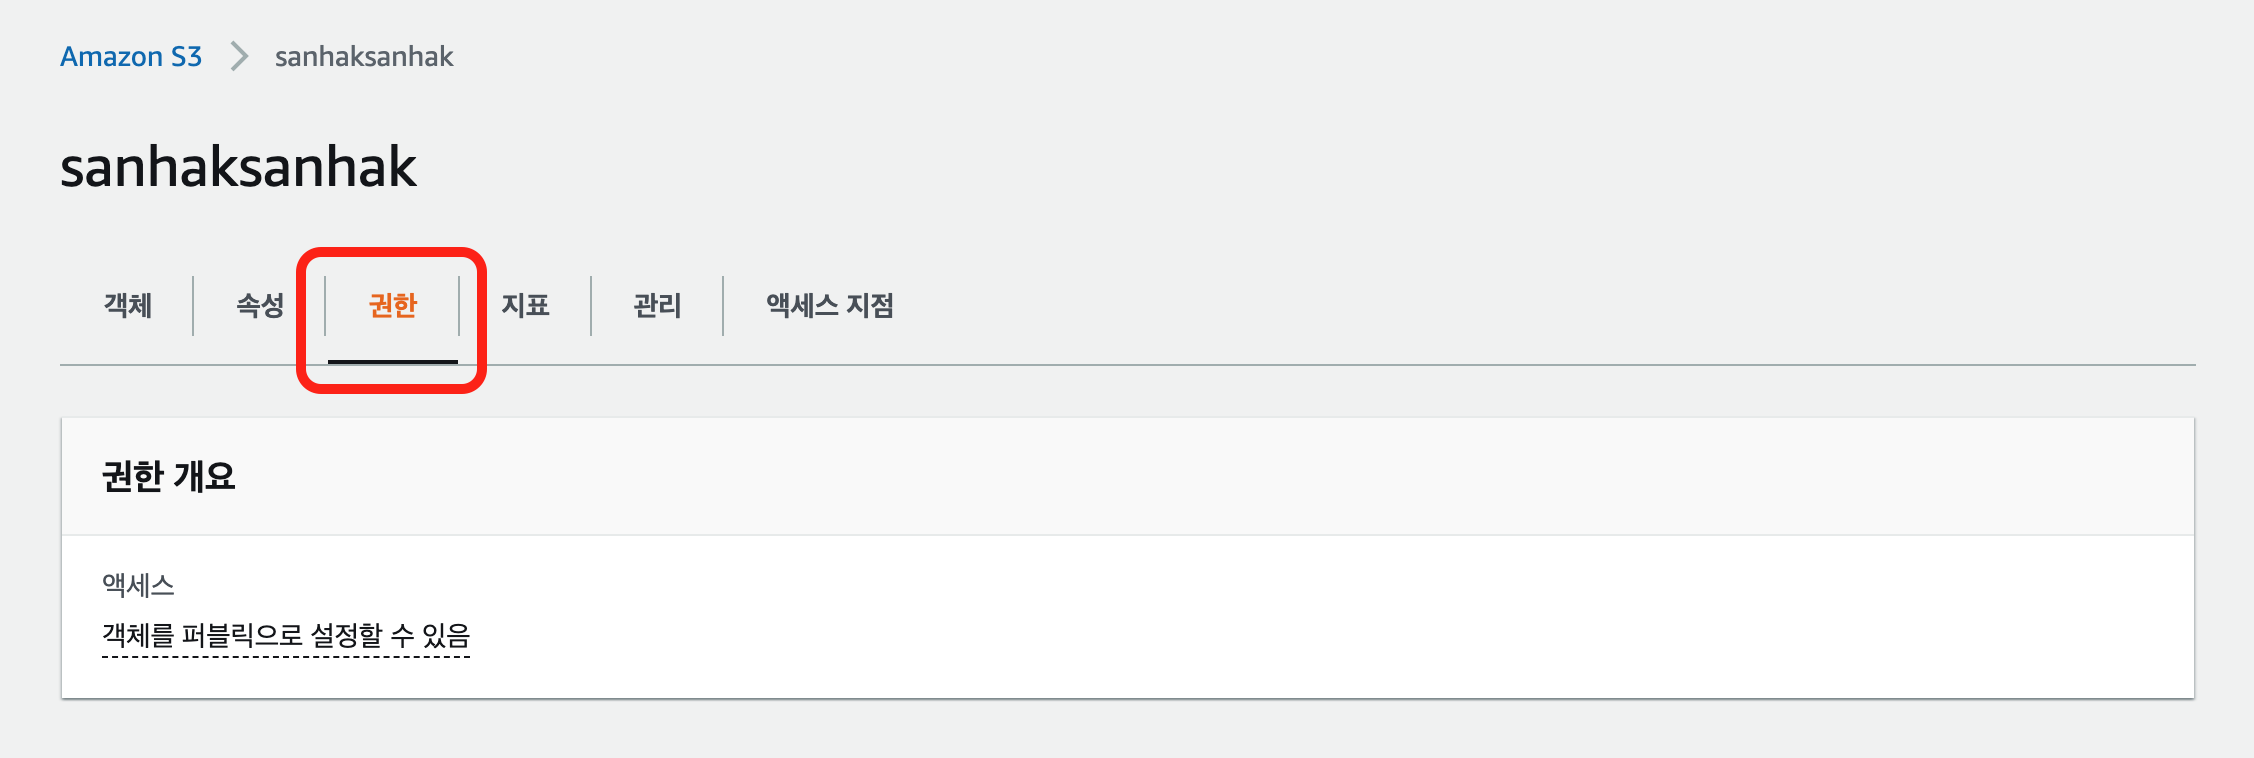 Amazon S3 > sanhaksanhak
sanhaksanhak
객체 속성 권한 지표 관리 액세스 지점
권한 개요
액세스
객체를 퍼블릭으로 설정할 수 있음